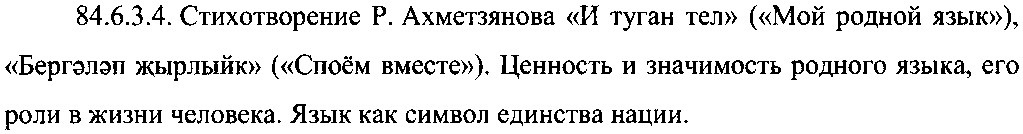 84.6.3.4. Стихотворение Р. Ахметзянова «И туган тел» («Мой родной язык»),
«Бергәләп җырлыйк» («Споём вместе»). Ценность и значимость родного языка, его
роли в жизни человека. Язык как символ единства нации.